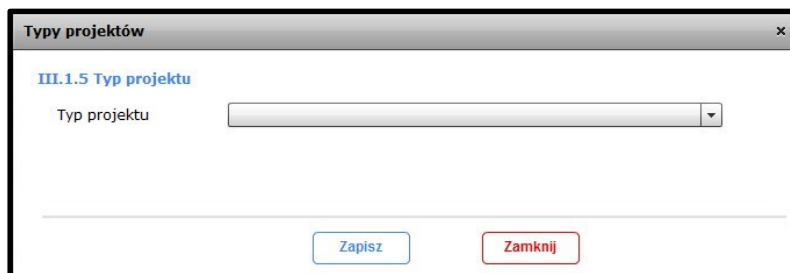 Typy projektów
x
III.1.5 Typ projektu
Typ projektu
Zapisz Zamknij